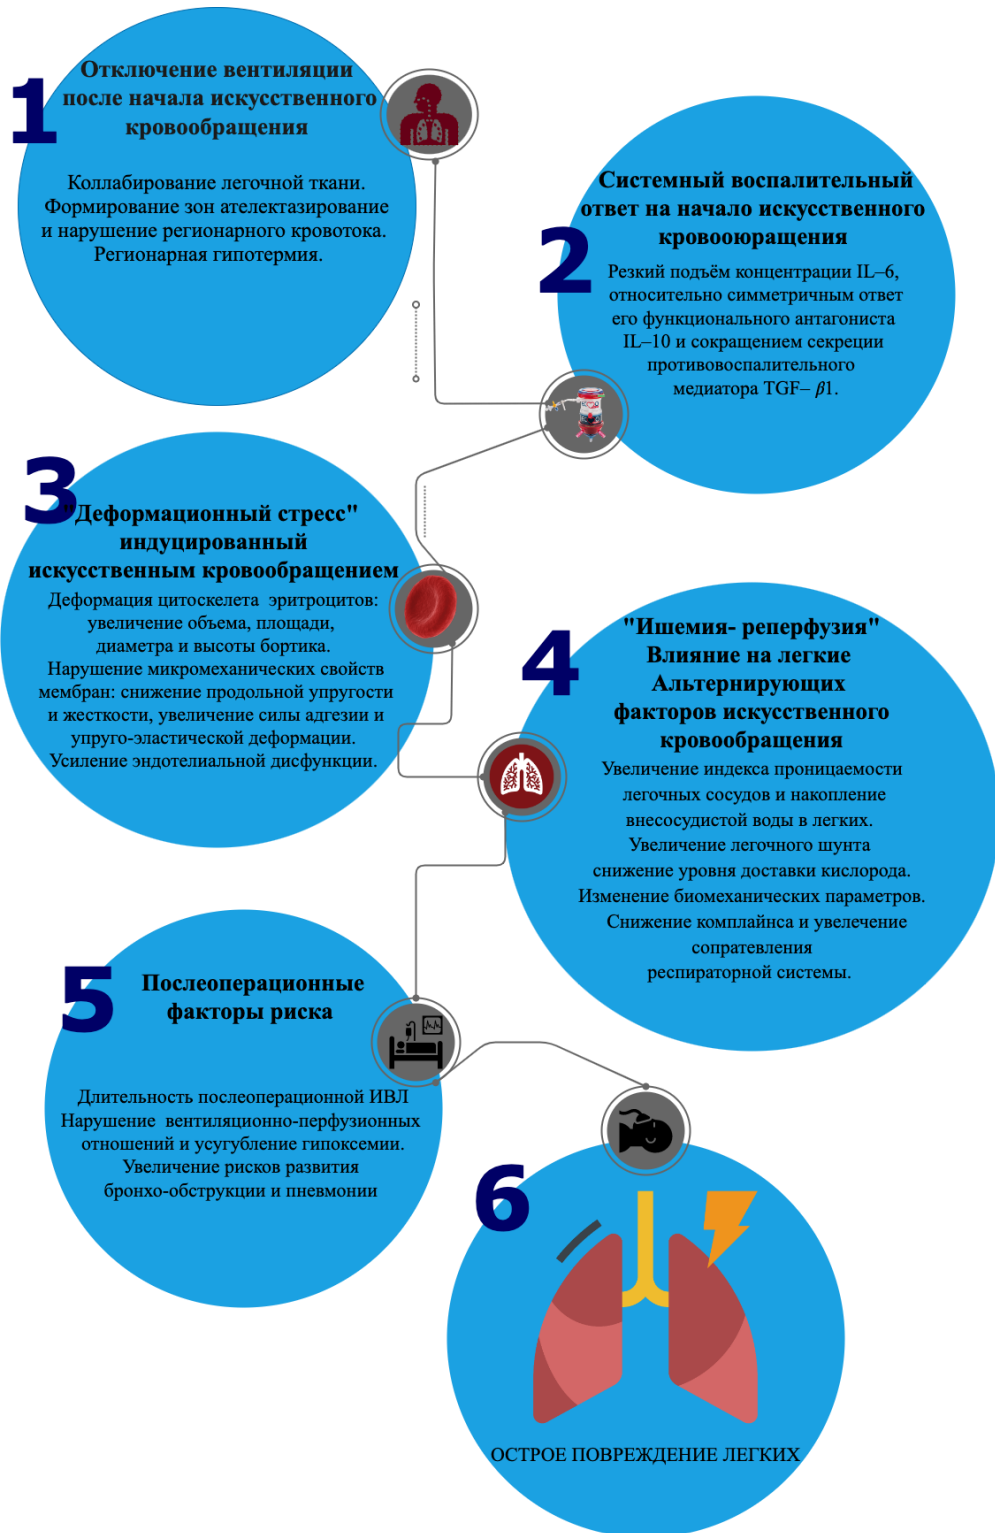 1
Отключение вентиляции
после начала искусственного
кровообращения
Коллабирование легочной ткани.
Формирование зон ателектазирование
и нарушение регионарного кровотока.
Регионарная гипотермия.
2
Системный воспалительный
ответ на начало искусственного
кровооюращения
Резкий подъём концентрации IL–6,
относительно симметричным ответ
его функционального антагониста
IL–10 и сокращением секреции
противовоспалительного
медиатора TGF– β1.
3
"Деформационный стресс"
индуцированный
искусственным кровообращением
Деформация цитоскелета эритроцитов:
увеличение объема, площади,
диаметра и высоты бортика.
Нарушение микромеханических свойств
мембран: снижение продольной упругости
и жесткости, увеличение силы адгезии и
упруго-эластической деформации.
Усиление эндотелиальной дисфункции.
4
"Ишемия- реперфузия"
Влияние на легкие
Альтернирующих
факторов искусственного
кровообращения
Увеличение индекса проницаемости
легочных сосудов и накопление
внесосудистой воды в легких.
Увеличение легочного шунта
снижение уровня доставки кислорода.
Изменение биомеханических параметров.
Снижение комплайнса и увелечение
сопратевления
респираторной системы.
5
Послеоперационные
факторы риска
Длительность послеоперационной ИВЛ
Нарушение вентиляционно-перфузионных
отношений и усугубление гипоксемии.
Увеличение рисков развития
бронхо-обструкции и пневмонии
6
ОСТРОЕ ПОВРЕЖДЕНИЕ ЛЕГКИХ